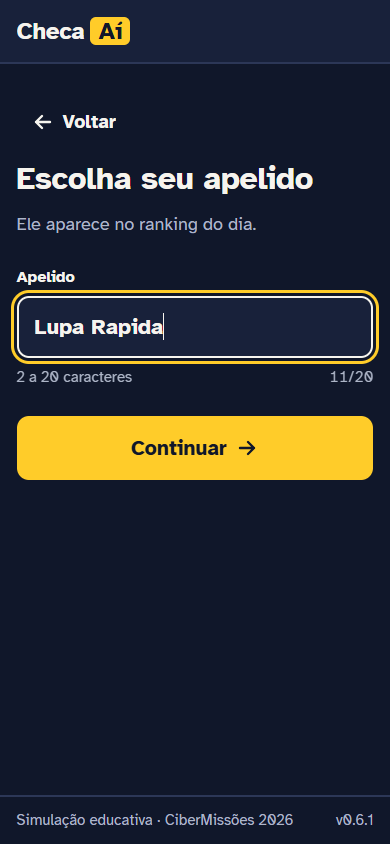 Checa Aí
← Voltar
Escolha seu apelido
Ele aparece no ranking do dia.
Apelido
Lupa Rapida
2 a 20 caracteres 11/20
Continuar →
Simulação educativa · CiberMissões 2026 v0.6.1